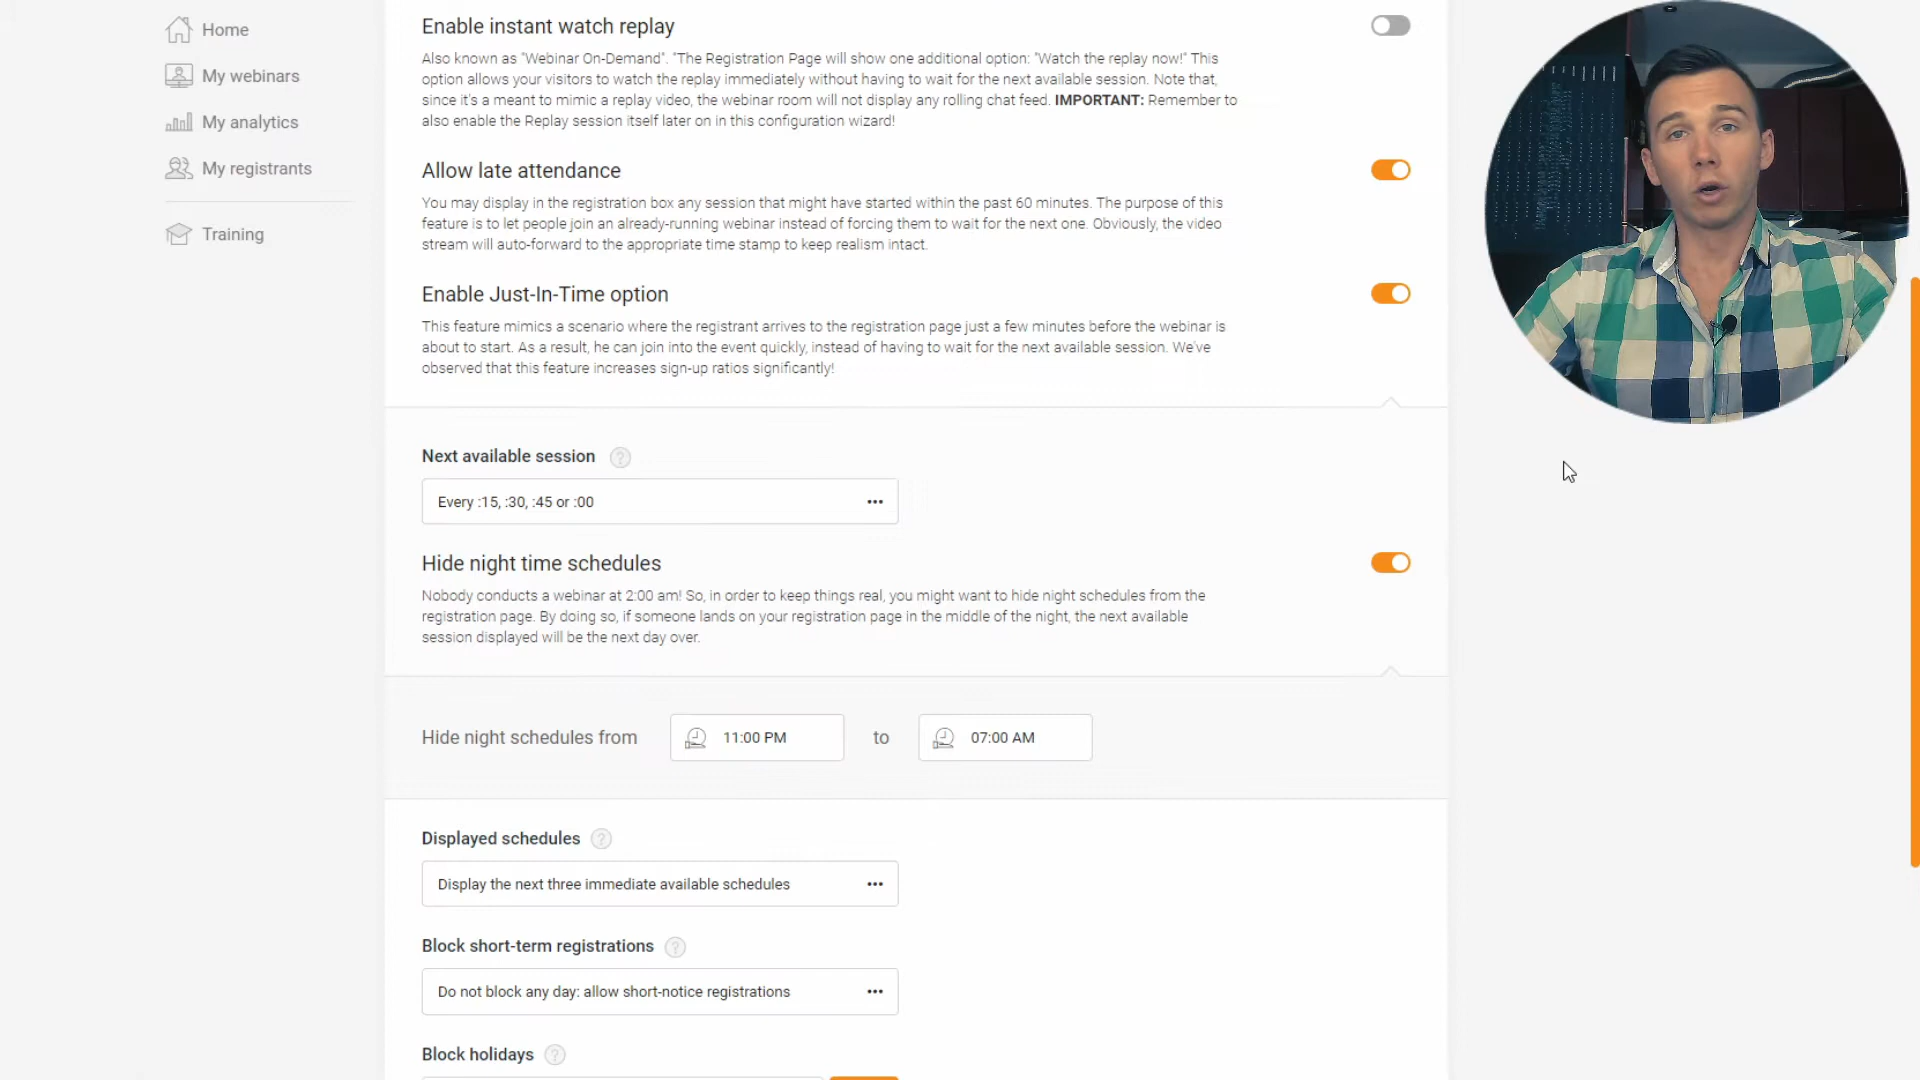 Home
My webinars
My analytics
My registrants
Training
Enable instant watch replay
Also known as "Webinar On-Demand". "The Registration Page will show one additional option: "Watch the replay now!" This
option allows your visitors to watch the replay immediately without having to wait for the next available session. Note that,
since it's a meant to mimic a replay video, the webinar room will not display any rolling chat feed. IMPORTANT: Remember to
also enable the Replay session itself later on in this configuration wizard!
Allow late attendance
You may display in the registration box any session that might have started within the past 60 minutes. The purpose of this
feature is to let people join an already-running webinar instead of forcing them to wait for the next one. Obviously, the video
stream will auto-forward to the appropriate time stamp to keep realism intact.
Enable Just-In-Time option
This feature mimics a scenario where the registrant arrives to the registration page just a few minutes before the webinar is
about to start. As a result, he can join into the event quickly, instead of having to wait for the next available session. We've
observed that this feature increases sign-up ratios significantly!
Next available session ?
Every :15, :30, :45 or :00
Hide night time schedules
Nobody conducts a webinar at 2:00 am! So, in order to keep things real, you might want to hide night schedules from the
registration page. By doing so, if someone lands on your registration page in the middle of the night, the next available
session displayed will be the next day over.
Hide night schedules from 11:00 PM to 07:00 AM
Displayed schedules ?
Display the next three immediate available schedules
Block short-term registrations ?
Do not block any day: allow short-notice registrations
Block holidays ?